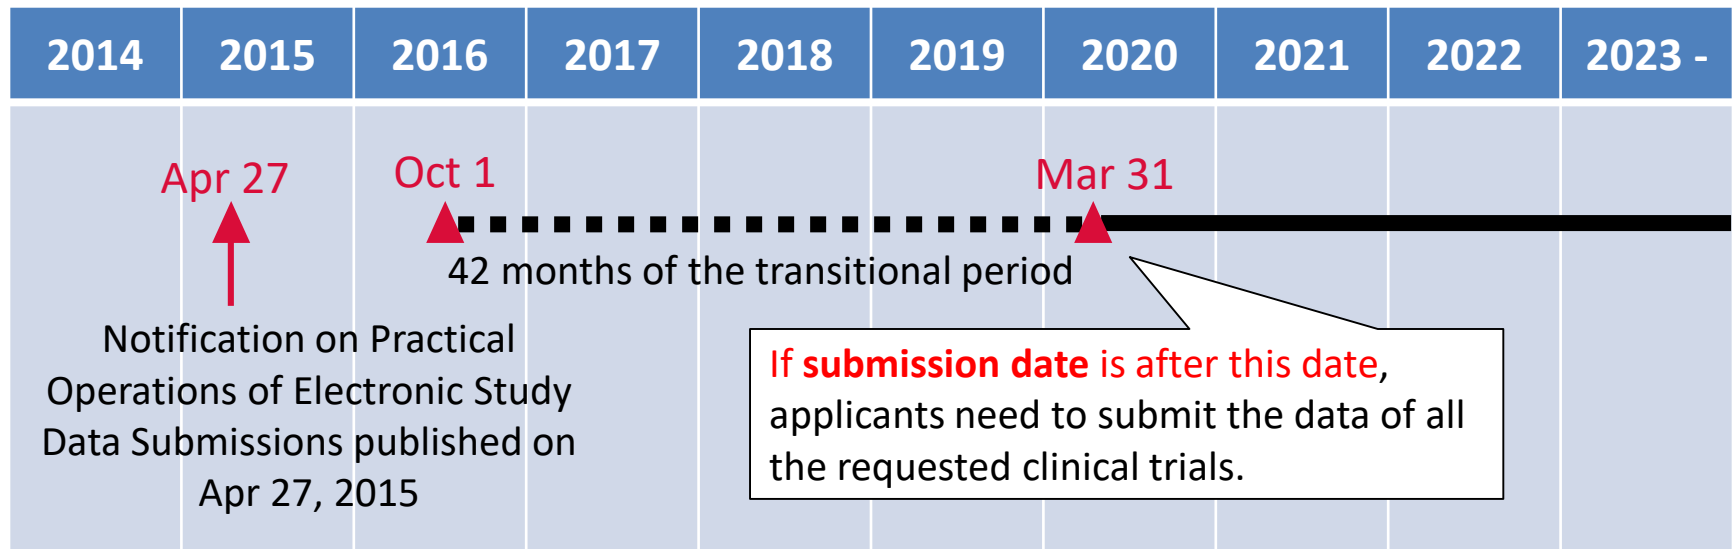 2014 2015 2016 2017 2018 2019 2020 2021 2022 2023 -
Apr 27
Oct 1
Mar 31
42 months of the transitional period
Notification on Practical
Operations of Electronic Study
Data Submissions published on
Apr 27, 2015
If submission date is after this date,
applicants need to submit the data of all
the requested clinical trials.